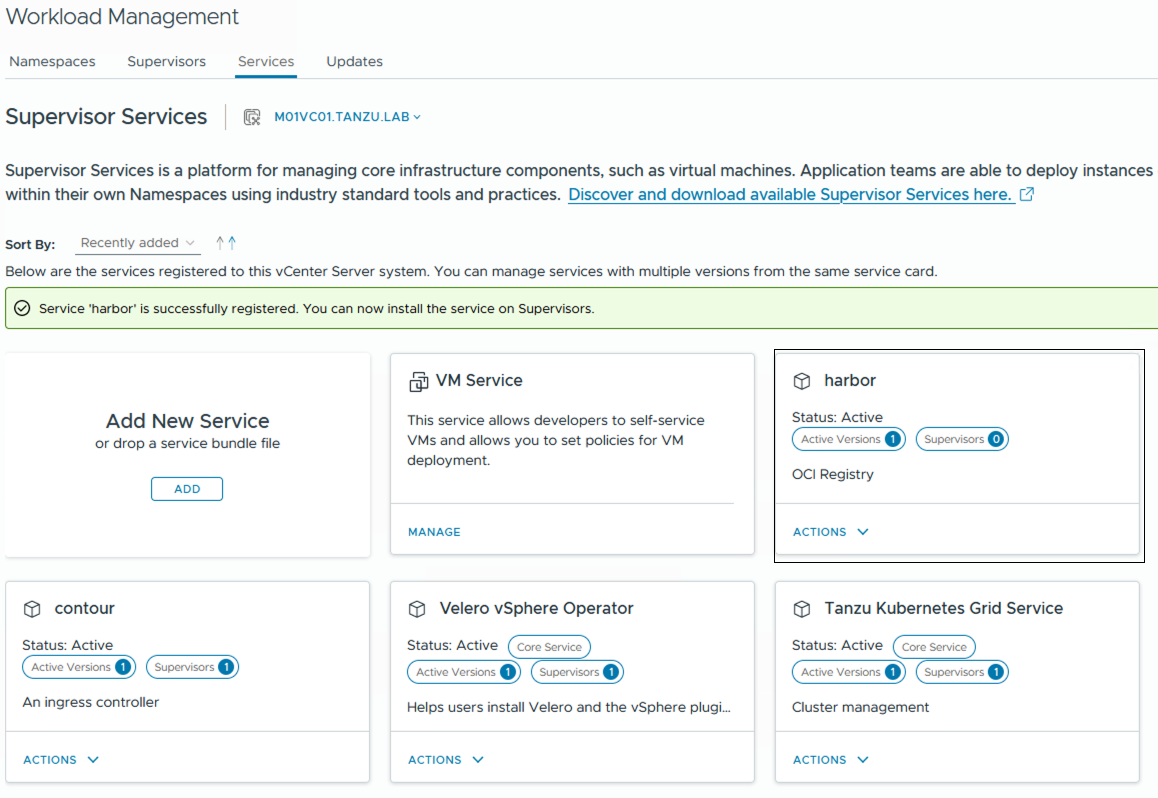 Workload Management
Namespaces Supervisors Services Updates
Supervisor Services M01VC01.TANZU.LAB
Supervisor Services is a platform for managing core infrastructure components, such as virtual machines. Application teams are able to deploy instances
within their own Namespaces using industry standard tools and practices. Discover and download available Supervisor Services here.
Sort By: Recently added
Below are the services registered to this vCenter Server system. You can manage services with multiple versions from the same service card.
Service 'harbor' is successfully registered. You can now install the service on Supervisors.
Add New Service
or drop a service bundle file
ADD
VM Service
This service allows developers to self-service
VMs and allows you to set policies for VM
deployment.
MANAGE
harbor
Status: Active
Active Versions 1 Supervisors 0
OCI Registry
ACTIONS
contour
Status: Active
Active Versions 1 Supervisors 1
An ingress controller
ACTIONS
Velero vSphere Operator
Status: Active Core Service
Active Versions 1 Supervisors 1
Helps users install Velero and the vSphere plugi...
ACTIONS
Tanzu Kubernetes Grid Service
Status: Active Core Service
Active Versions 1 Supervisors 1
Cluster management
ACTIONS